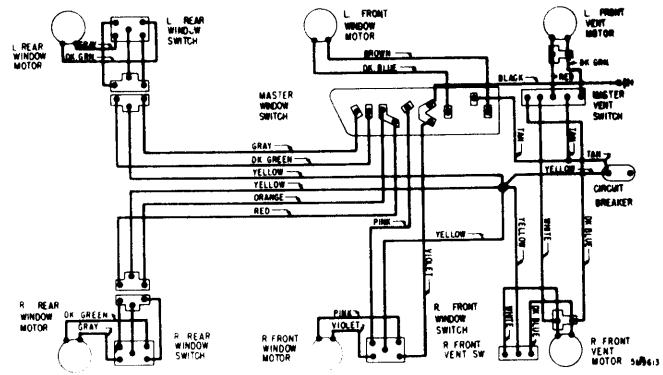 L REAR
WINDOW
SWITCH
L REAR
WINDOW
MOTOR
GRAY
DK GRN
L FRONT
WINDOW
MOTOR
BROWN
DK BLUE
L FRONT
VENT
MOTOR
DK GRN
RED
BLACK
MASTER
WINDOW
SWITCH
MASTER
VENT
SWITCH
GRAY
DK GREEN
YELLOW
YELLOW
ORANGE
RED
TAN
TAN
TAN
YELLOW
CIRCUIT
BREAKER
PINK
YELLOW
VIOLET
YELLOW
WHITE
DK BLUE
R REAR
WINDOW
MOTOR
DK GREEN
GRAY
R REAR
WINDOW
SWITCH
PINK
VIOLET
R FRONT
WINDOW
MOTOR
R FRONT
WINDOW
SWITCH
R FRONT
VENT SW
WHITE
DK BLUE
R FRONT
VENT
MOTOR